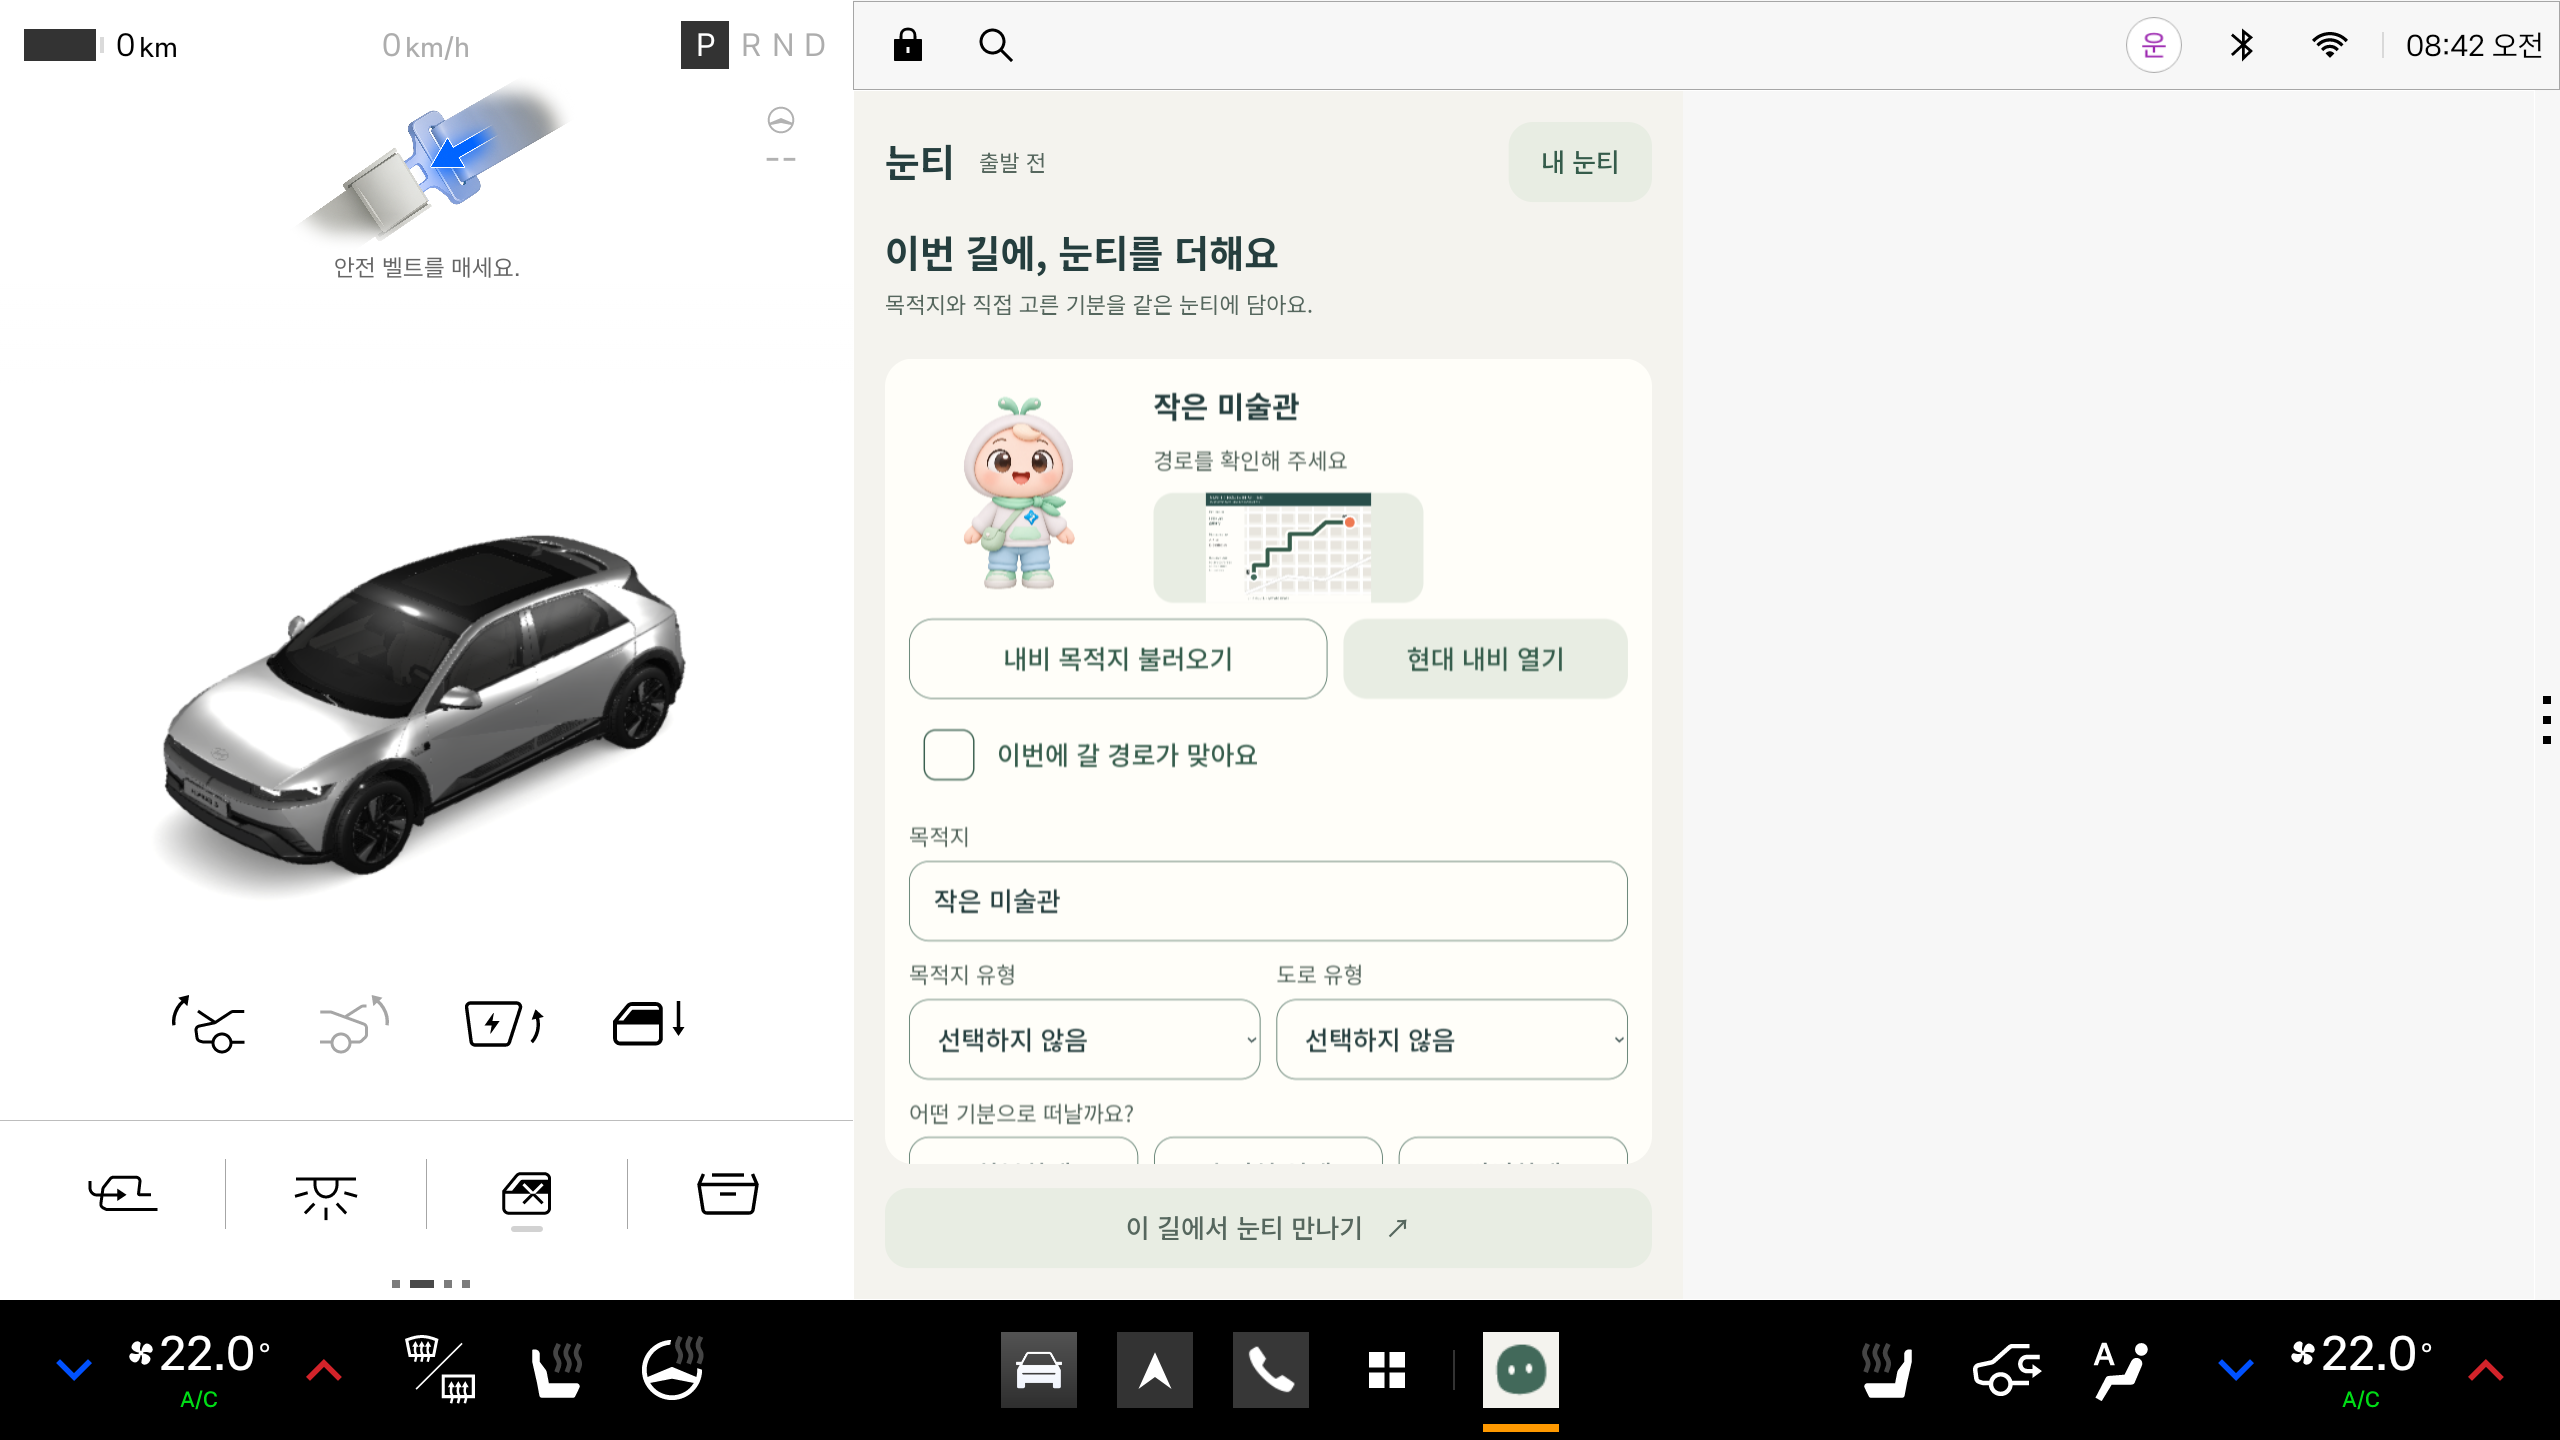 0 km
0 km/h
P R N D
운
08:42 오전
안전 벨트를 매세요.
눈티
출발 전
내 눈티
이번 길에, 눈티를 더해요
목적지와 직접 고른 기분을 같은 눈티에 담아요.
작은 미술관
경로를 확인해 주세요
내비 목적지 불러오기
현대 내비 열기
이번에 갈 경로가 맞아요
목적지
작은 미술관
목적지 유형
도로 유형
선택하지 않음
선택하지 않음
어떤 기분으로 떠날까요?
이 길에서 눈티 만나기 ↗
22.0°
A/C
A
22.0°
A/C